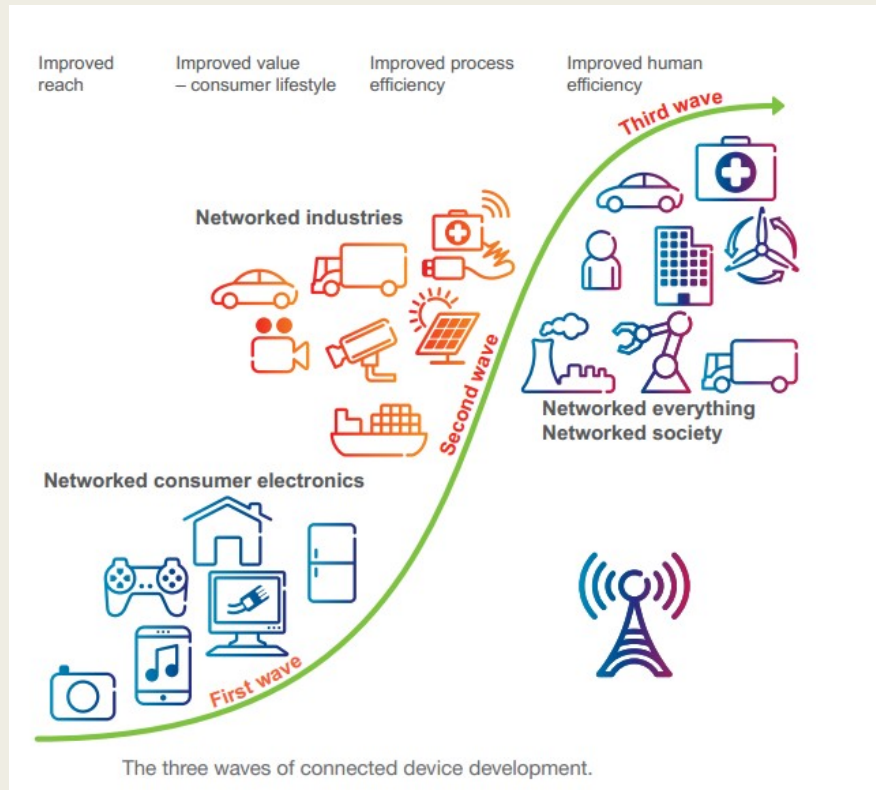 Improved
reach
Improved value
– consumer lifestyle
Improved process
efficiency
Improved human
efficiency
Third wave
Networked industries
Second wave
Networked everything
Networked society
Networked consumer electronics
First wave
The three waves of connected device development.